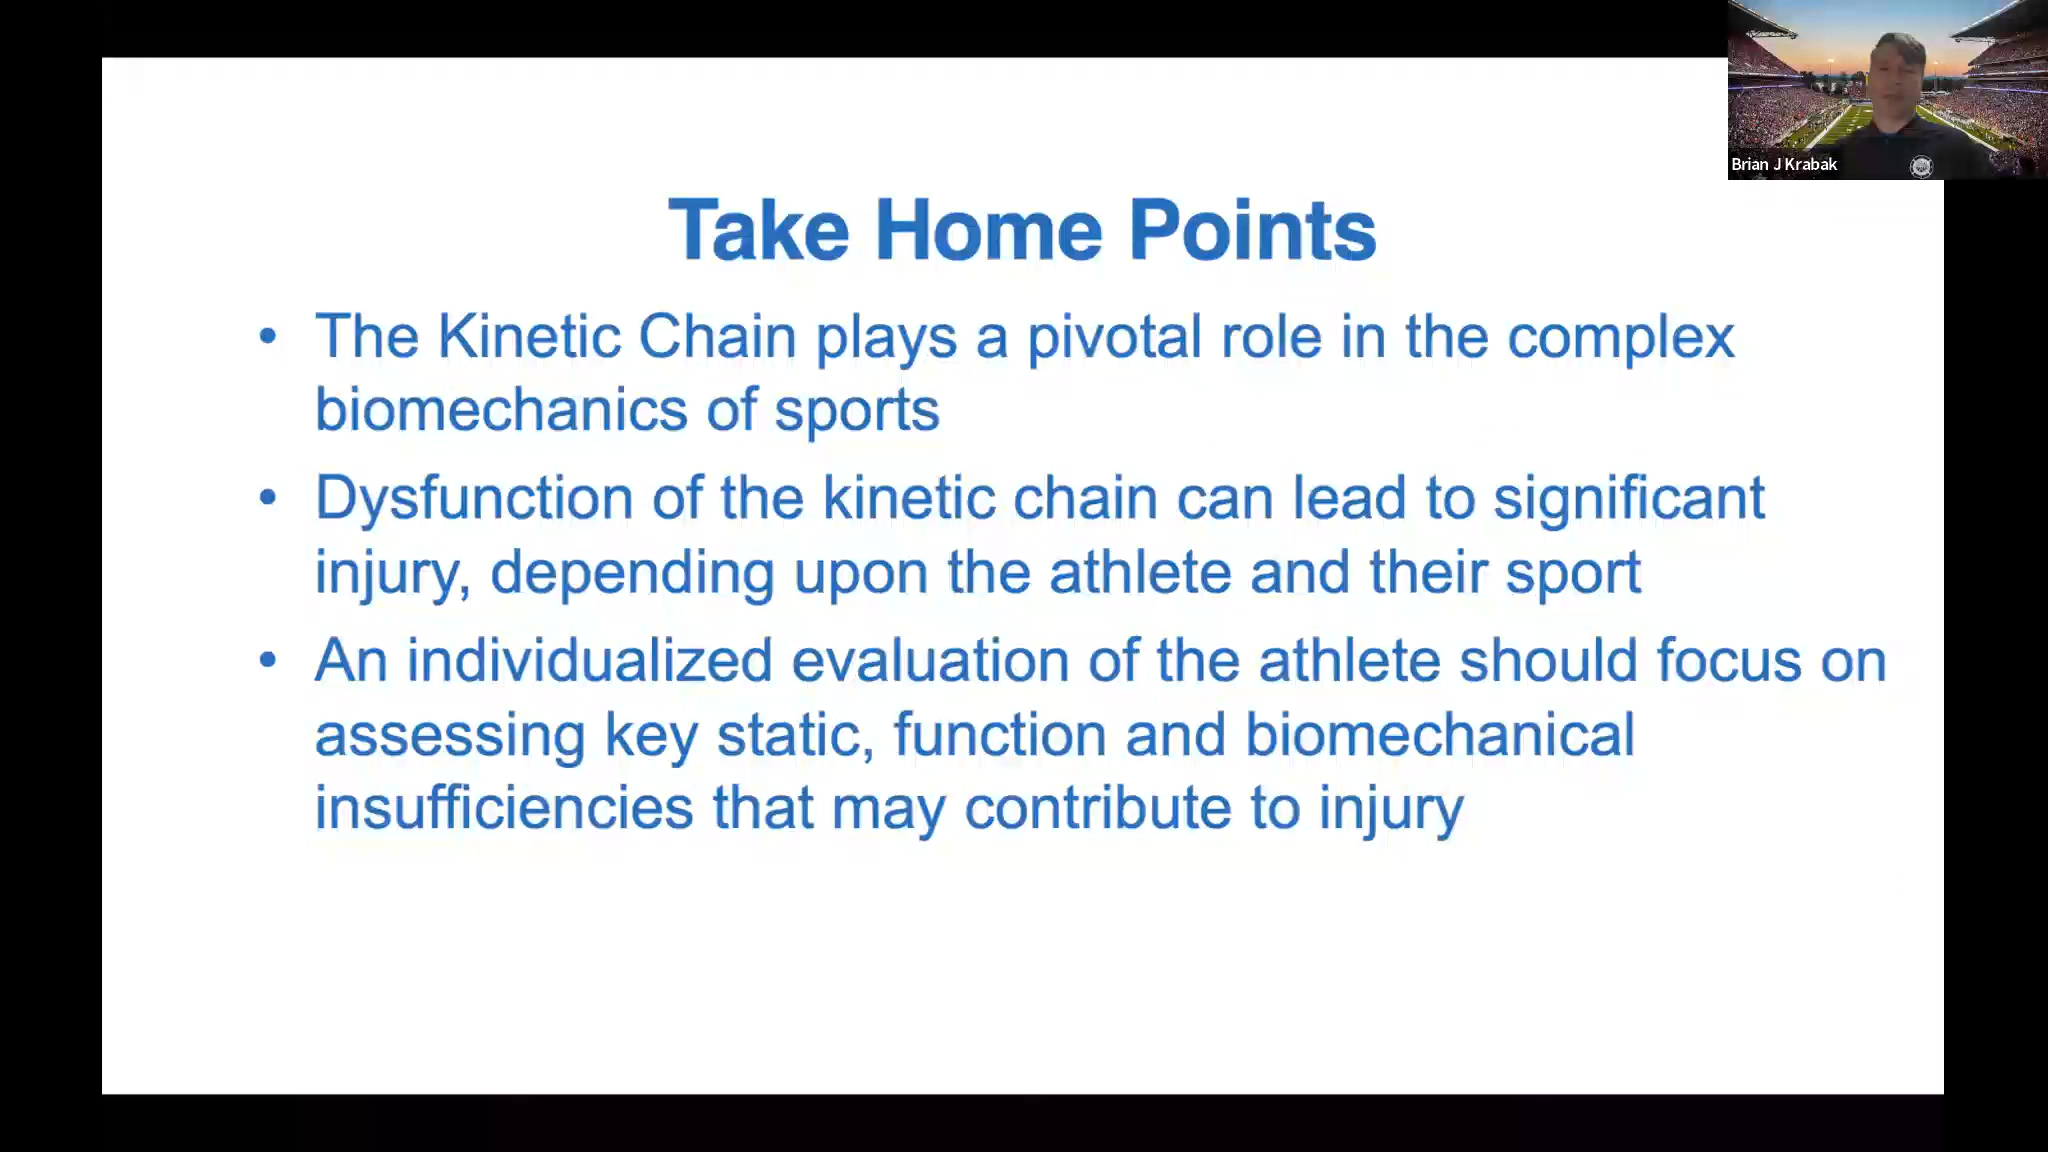 Brian J Krabak
Take Home Points
• The Kinetic Chain plays a pivotal role in the complex
biomechanics of sports
• Dysfunction of the kinetic chain can lead to significant
injury, depending upon the athlete and their sport
• An individualized evaluation of the athlete should focus on
assessing key static, function and biomechanical
insufficiencies that may contribute to injury